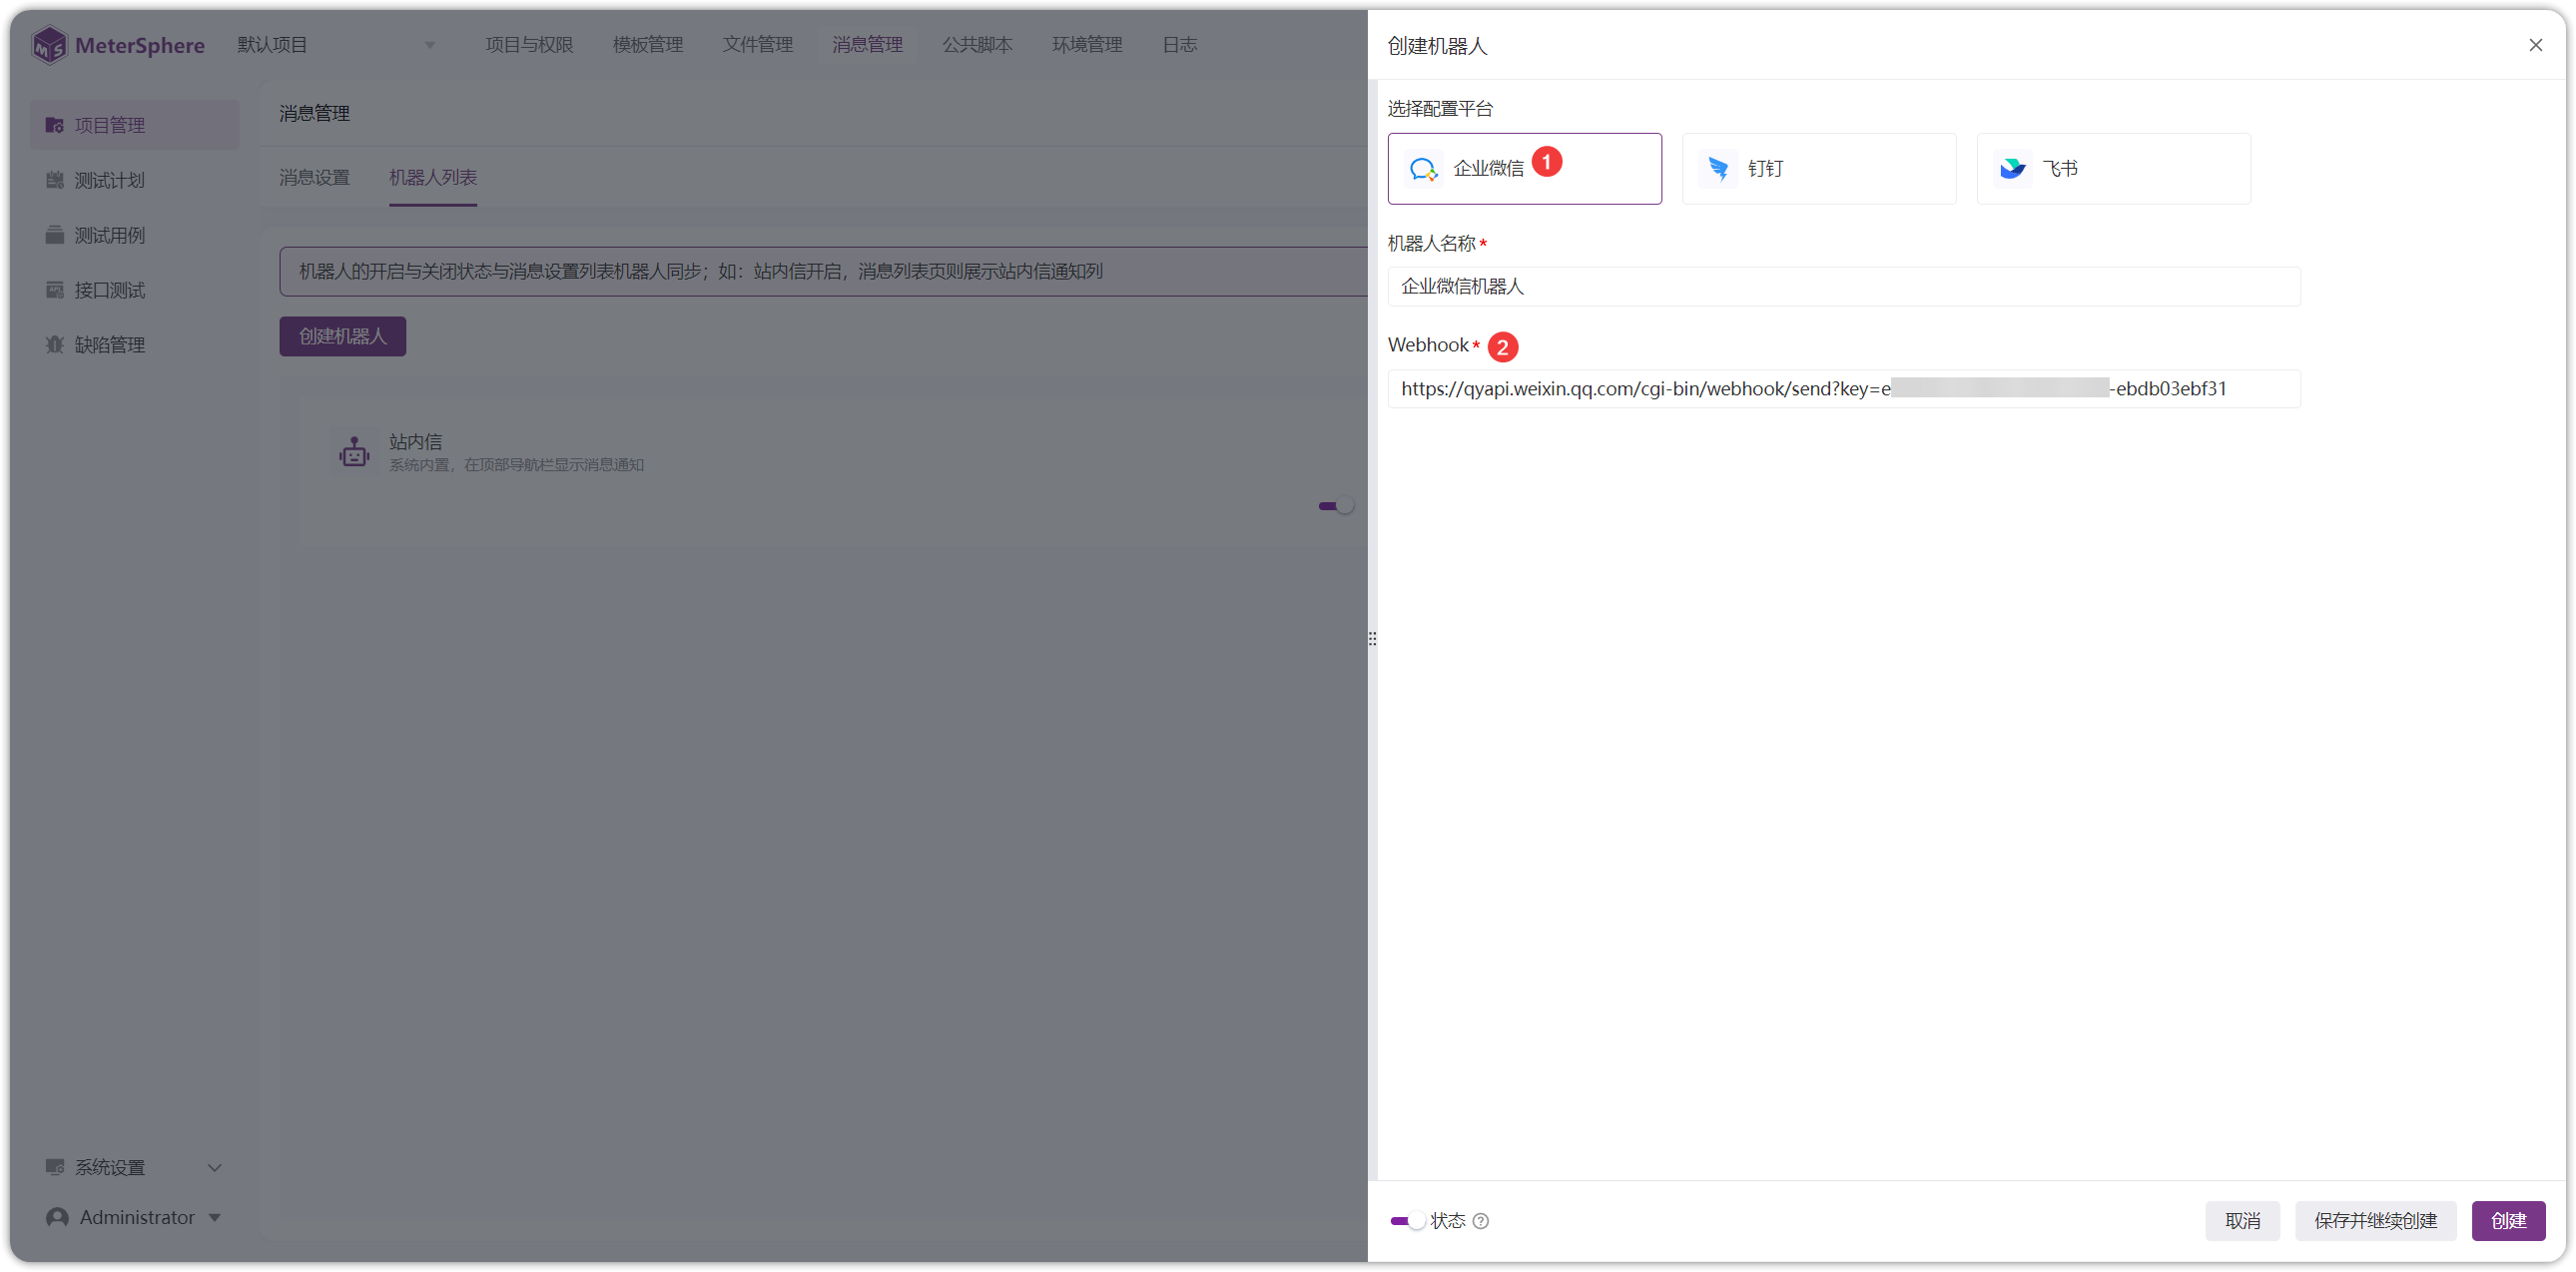 MeterSphere
默认项目
项目与权限
模板管理
文件管理
消息管理
公共脚本
环境管理
日志
项目管理
测试计划
测试用例
接口测试
缺陷管理
系统设置
Administrator
消息管理
消息设置
机器人列表
机器人的开启与关闭状态与消息设置列表机器人同步；如：站内信开启，消息列表页则展示站内信通知列
创建机器人
站内信
系统内置，在顶部导航栏显示消息通知
创建机器人
选择配置平台
企业微信 1
钉钉
飞书
机器人名称*
企业微信机器人
Webhook* 2
https://qyapi.weixin.qq.com/cgi-bin/webhook/send?key=e -ebdb03ebf31
状态
取消
保存并继续创建
创建